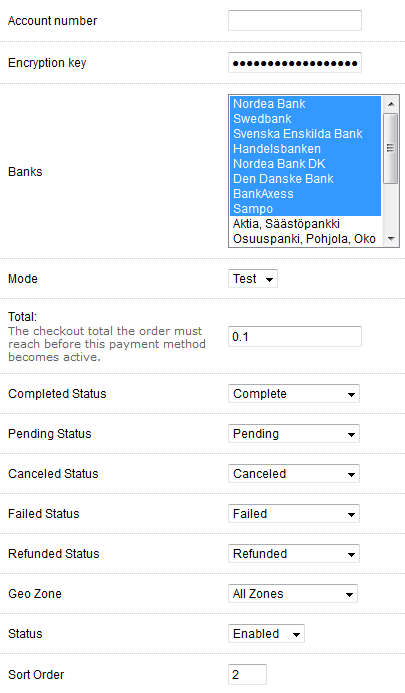 Account number
Encryption key ●●●●●●●●●●●●●●●●●●
Banks
Nordea Bank
Swedbank
Svenska Enskilda Bank
Handelsbanken
Nordea Bank DK
Den Danske Bank
BankAxess
Sampo
Aktia, Säästöpankki
Osuuspanki, Pohjola, Oko
Mode Test
Total:
The checkout total the order must
reach before this payment method
becomes active.
0.1
Completed Status Complete
Pending Status Pending
Canceled Status Canceled
Failed Status Failed
Refunded Status Refunded
Geo Zone All Zones
Status Enabled
Sort Order 2